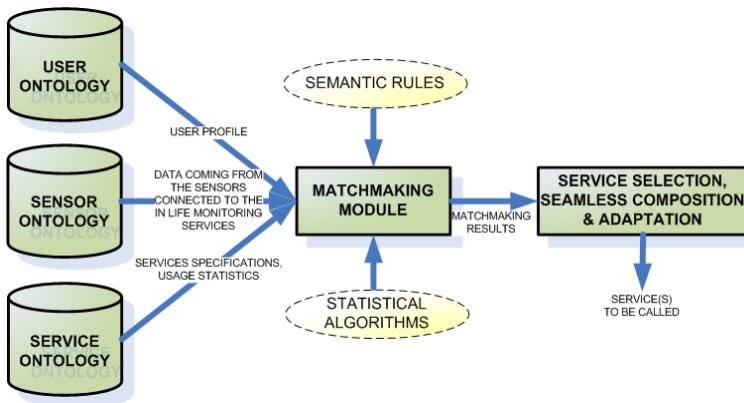 USER
ONTOLOGY
USER PROFILE
SENSOR
ONTOLOGY
DATA COMING FROM
THE SENSORS
CONNECTED TO THE
IN LIFE MONITORING
SERVICES
SERVICE
ONTOLOGY
SERVICES SPECIFICATIONS,
USAGE STATISTICS
SEMANTIC RULES
MATCHMAKING
MODULE
STATISTICAL
ALGORITHMS
MATCHMAKING
RESULTS
SERVICE SELECTION,
SEAMLESS COMPOSITION
& ADAPTATION
SERVICE(S)
TO BE CALLED